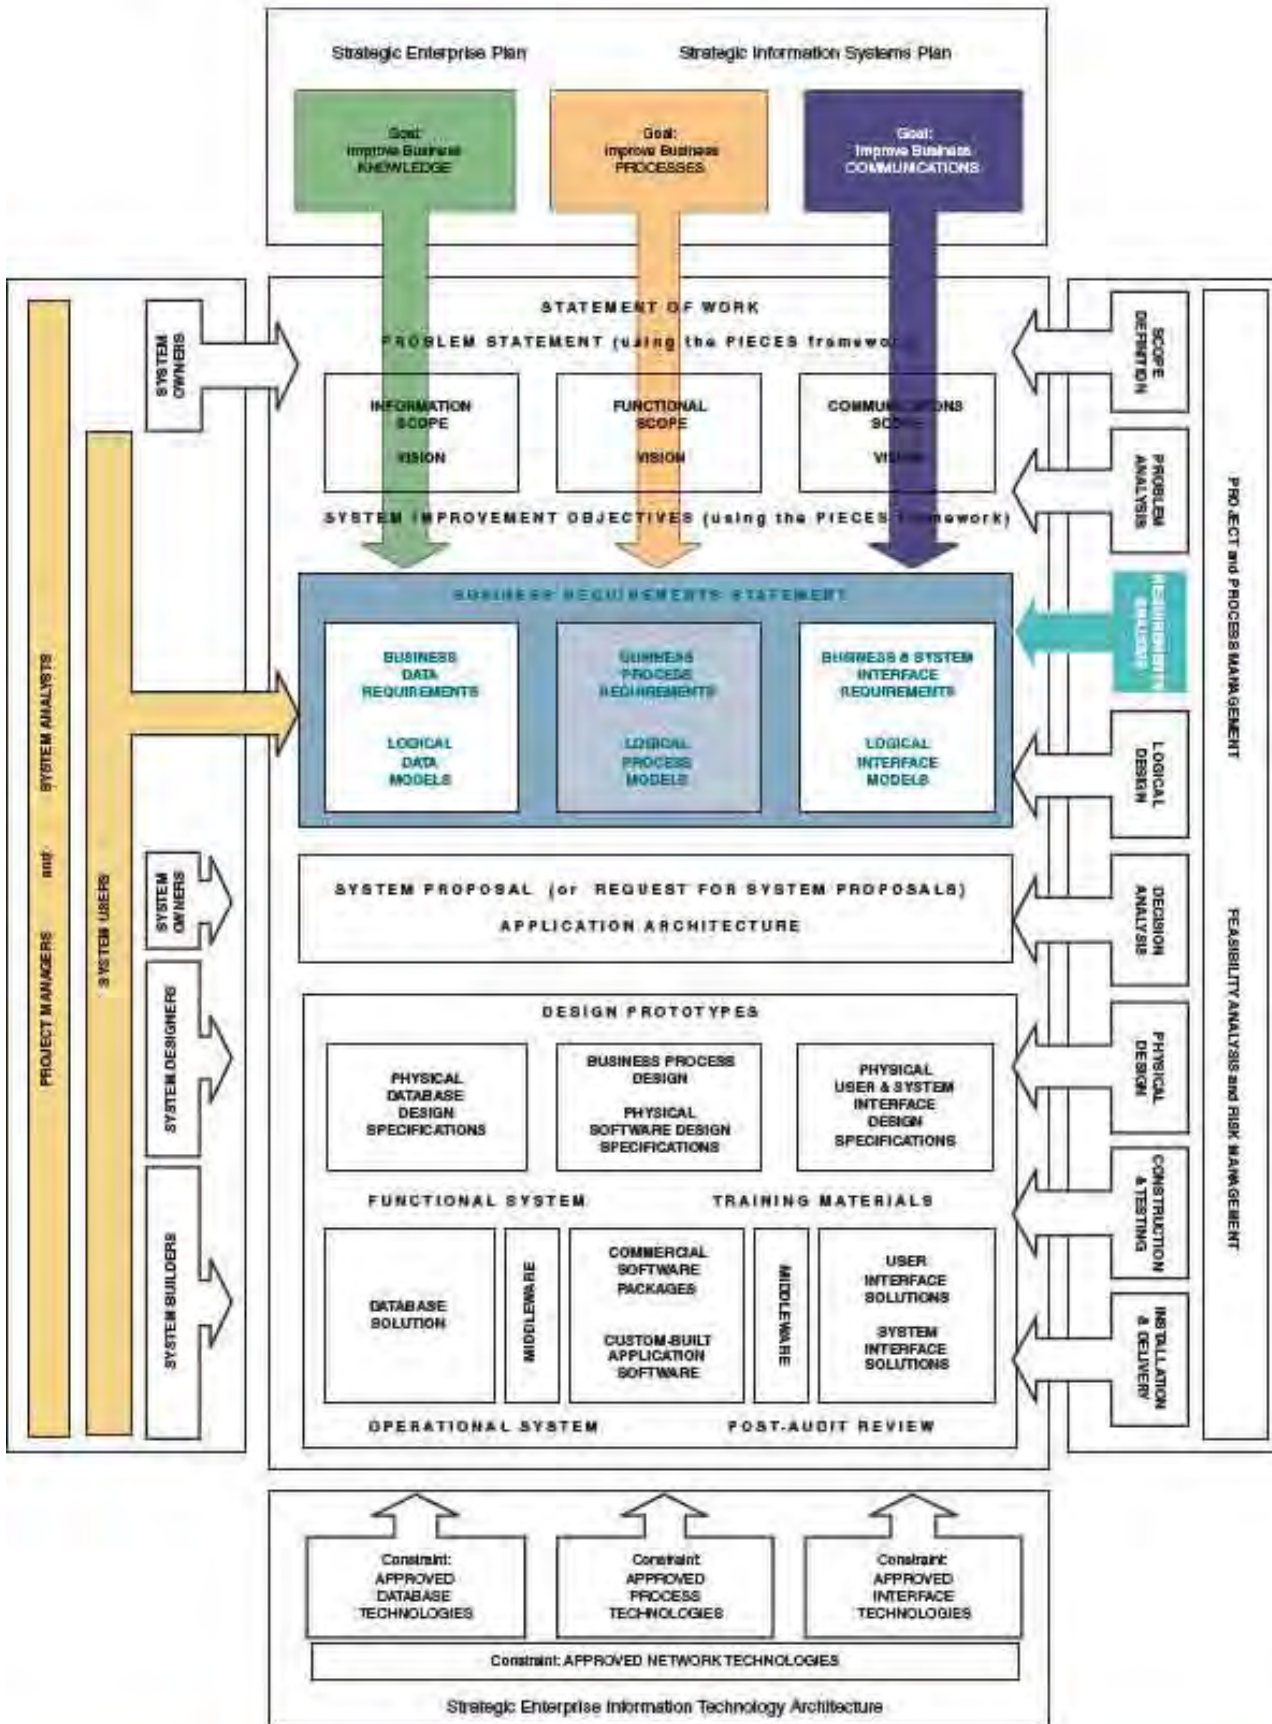 Strategic Enterprise Plan
Strategic Information Systems Plan
Goal:
Improve Business
KNOWLEDGE
Goal:
Improve Business
PROCESSES
Goal:
Improve Business
COMMUNICATIONS
STATEMENT OF WORK
PROBLEM STATEMENT (using the PIECES framework)
INFORMATION
SCOPE
VISION
FUNCTIONAL
SCOPE
VISION
COMMUNICATIONS
SCOPE
VISION
SYSTEM IMPROVEMENT OBJECTIVES (using the PIECES framework)
BUSINESS REQUIREMENTS STATEMENT
BUSINESS
DATA
REQUIREMENTS
LOGICAL
DATA
MODELS
BUSINESS
PROCESS
REQUIREMENTS
LOGICAL
PROCESS
MODELS
BUSINESS & SYSTEM
INTERFACE
REQUIREMENTS
LOGICAL
INTERFACE
MODELS
SYSTEM PROPOSAL (or REQUEST FOR SYSTEM PROPOSALS)
APPLICATION ARCHITECTURE
DESIGN PROTOTYPES
PHYSICAL
DATABASE
DESIGN
SPECIFICATIONS
BUSINESS PROCESS
DESIGN
PHYSICAL
SOFTWARE DESIGN
SPECIFICATIONS
PHYSICAL
USER & SYSTEM
INTERFACE
DESIGN
SPECIFICATIONS
FUNCTIONAL SYSTEM
TRAINING MATERIALS
DATABASE
SOLUTION
MIDDLEWARE
COMMERCIAL
SOFTWARE
PACKAGES
CUSTOM-BUILT
APPLICATION
SOFTWARE
MIDDLEWARE
USER
INTERFACE
SOLUTIONS
SYSTEM
INTERFACE
SOLUTIONS
OPERATIONAL SYSTEM
POST-AUDIT REVIEW
PROJECT MANAGERS and SYSTEM ANALYSTS
SYSTEM USERS
SYSTEM
OWNERS
SYSTEM
OWNERS
SYSTEM DESIGNERS
SYSTEM BUILDERS
SCOPE
DEFINITION
PROBLEM
ANALYSIS
REQUIREMENTS
ANALYSIS
LOGICAL
DESIGN
DECISION
ANALYSIS
PHYSICAL
DESIGN
CONSTRUCTION
& TESTING
INSTALLATION
& DELIVERY
PROJECT and PROCESS MANAGEMENT
FEASIBILITY ANALYSIS and RISK MANAGEMENT
Constraint:
APPROVED
DATABASE
TECHNOLOGIES
Constraint:
APPROVED
PROCESS
TECHNOLOGIES
Constraint:
APPROVED
INTERFACE
TECHNOLOGIES
Constraint: APPROVED NETWORK TECHNOLOGIES
Strategic Enterprise Information Technology Architecture